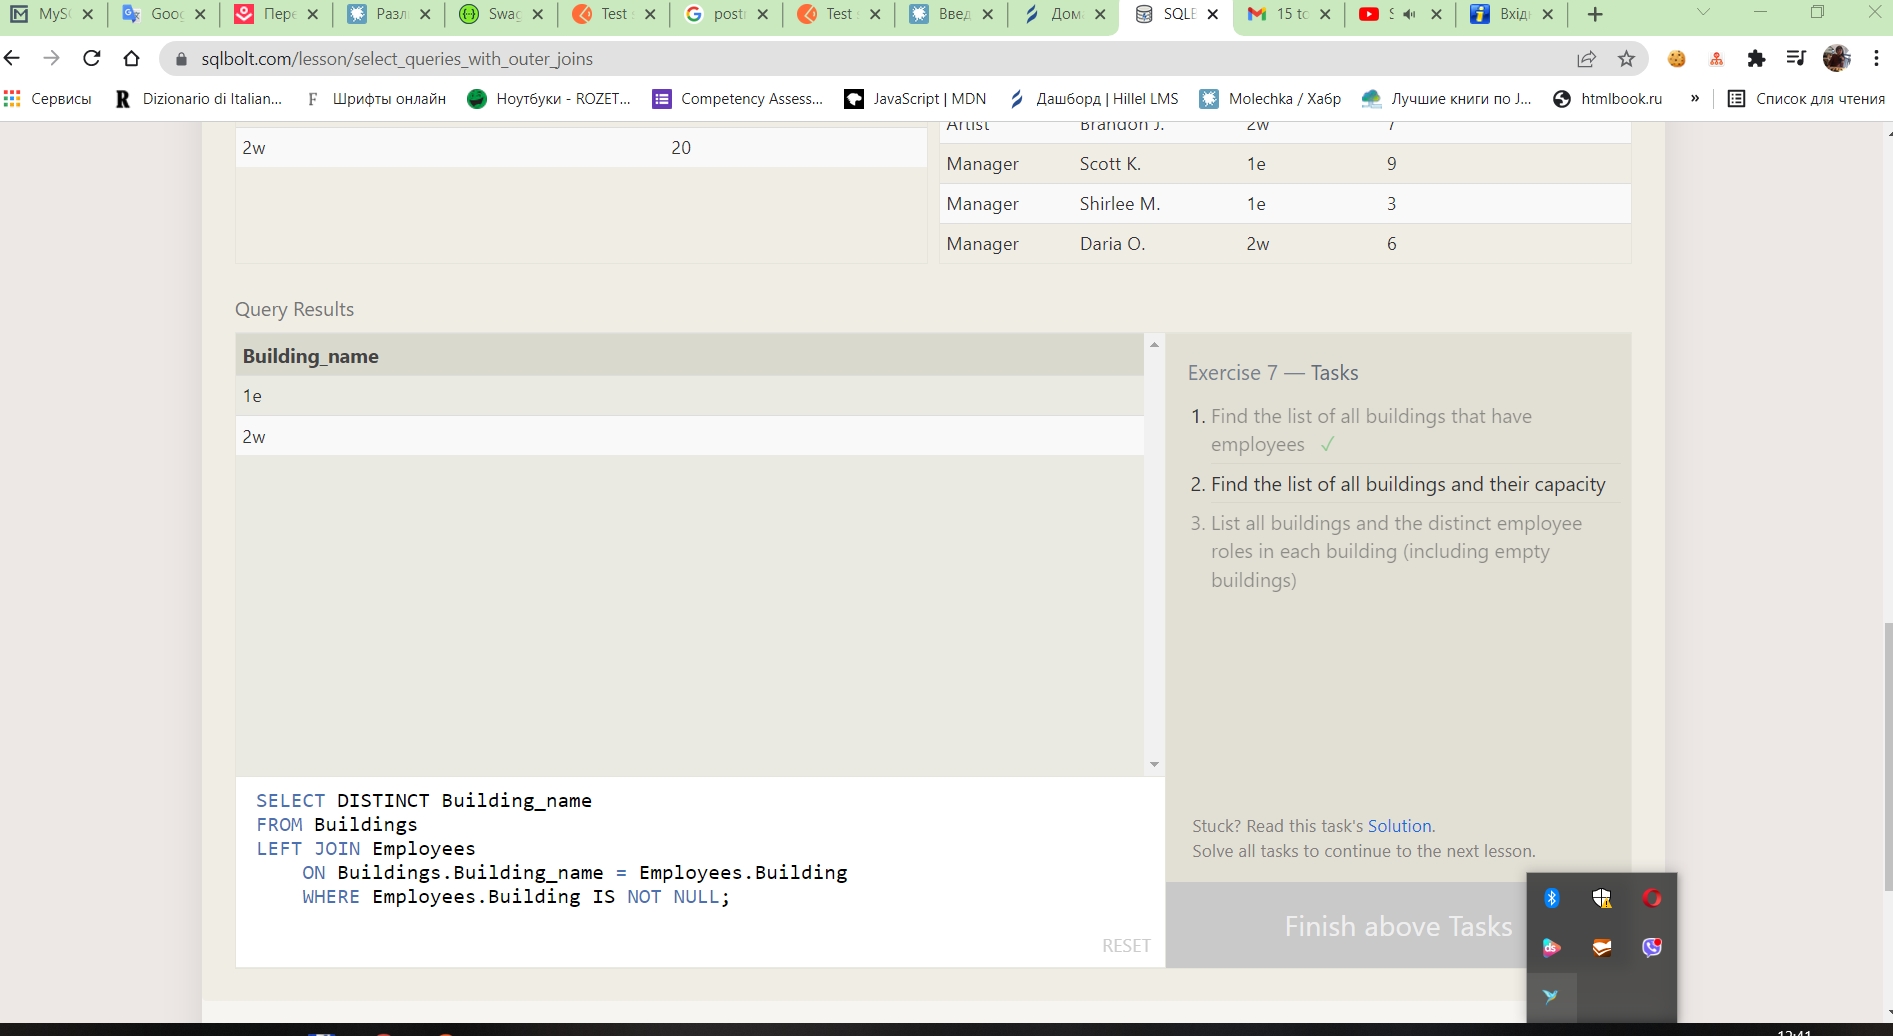 MyS Goo Пере Разл Swag Test post Test Введ Дом SQLB 15 to Вхід
sqlbolt.com/lesson/select_queries_with_outer_joins
Сервисы R Dizionario di Italian... F Шрифты онлайн Ноутбуки - ROZET... Competency Assess... JavaScript | MDN Дашборд | Hillel LMS Molechka / Хабр Лучшие книги по J... htmlbook.ru » Список для чтения
Artist Brandon J. 2w 7
2w 20
Manager Scott K. 1e 9
Manager Shirlee M. 1e 3
Manager Daria O. 2w 6
Query Results
Building_name
1e
2w
Exercise 7 — Tasks
1. Find the list of all buildings that have
employees ✓
2. Find the list of all buildings and their capacity
3. List all buildings and the distinct employee
roles in each building (including empty
buildings)
SELECT DISTINCT Building_name
FROM Buildings
LEFT JOIN Employees
ON Buildings.Building_name = Employees.Building
WHERE Employees.Building IS NOT NULL;
RESET
Stuck? Read this task's Solution.
Solve all tasks to continue to the next lesson.
Finish above Tasks
12:41